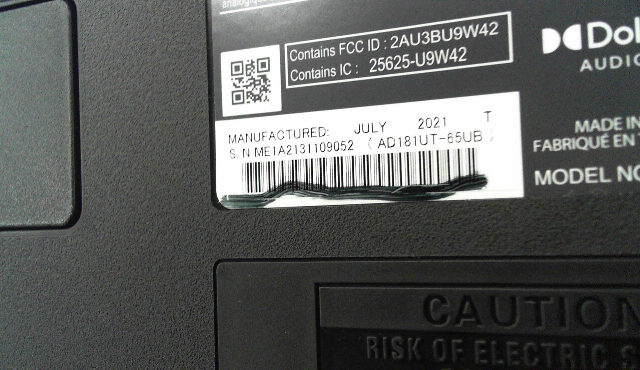 Contains FCC ID : 2AU3BU9W42
Contains IC : 25625-U9W42
MANUFACTURED: JULY 2021 T
S/N ME1A2131109052 ( AD181UT-65UB )
AUDIO
MADE IN
FABRIQUÉ EN
MODEL NO
CAUTION
RISK OF ELECTRIC S